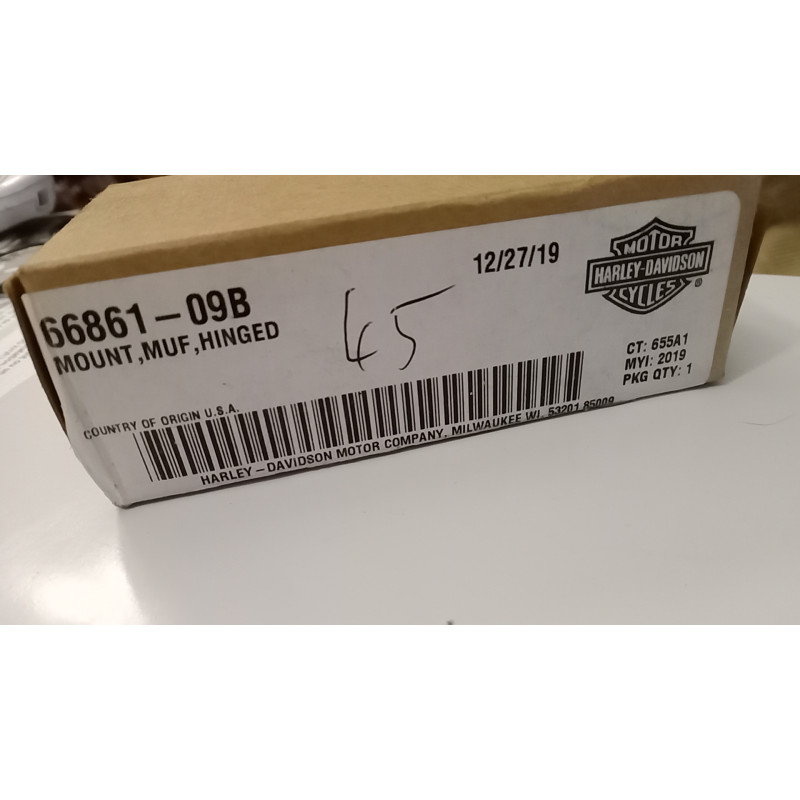 66861-09B
MOUNT,MUF,HINGED
45
12/27/19
MOTOR
HARLEY-DAVIDSON
CYCLES
®
CT: 655A1
MYI: 2019
PKG QTY: 1
COUNTRY OF ORIGIN U.S.A.
HARLEY-DAVIDSON MOTOR COMPANY, MILWAUKEE WI, 53201 85009